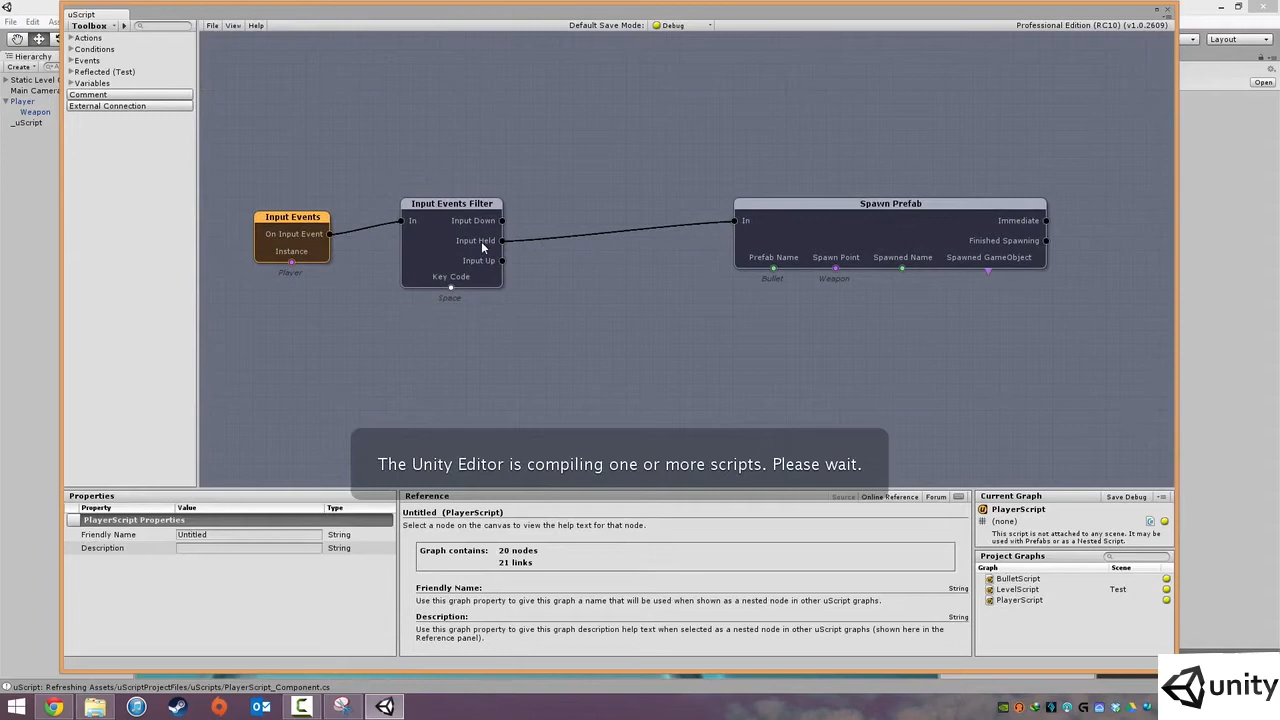 uScript
File Edit
Layout
Hierarchy
Create
Static Level
Main Camera
Player
Weapon
_uScript
Open
Toolbox
File View Help
Default Save Mode: Debug
Professional Edition (RC10) (v1.0.2609)
Actions
Conditions
Events
Reflected (Test)
Variables
Comment
External Connection
Input Events
On Input Event
Instance
Player
Input Events Filter
In Input Down
Input Held
Input Up
Key Code
Space
Spawn Prefab
In Immediate
Finished Spawning
Prefab Name Spawn Point Spawned Name Spawned GameObject
Bullet Weapon
The Unity Editor is compiling one or more scripts. Please wait.
Properties
Property Value Type
PlayerScript Properties
Friendly Name Untitled String
Description String
Reference Source Online Reference Forum
Untitled (PlayerScript)
Select a node on the canvas to view the help text for that node.
Graph contains: 20 nodes
21 links
Friendly Name: String
Use this graph property to give this graph a name that will be used when shown as a nested node in other uScript graphs.
Description: String
Use this graph property to give this graph description help text when selected as a nested node in other uScript graphs (shown here in the
Reference panel).
Current Graph Save Debug
PlayerScript
(none)
This script is not attached to any scene. It may be
used with Prefabs or as a Nested Script.
Project Graphs
Graph Scene
BulletScript
LevelScript Test
PlayerScript
uScript: Refreshing Assets/uScriptProjectFiles/uScripts/PlayerScript_Component.cs
unity